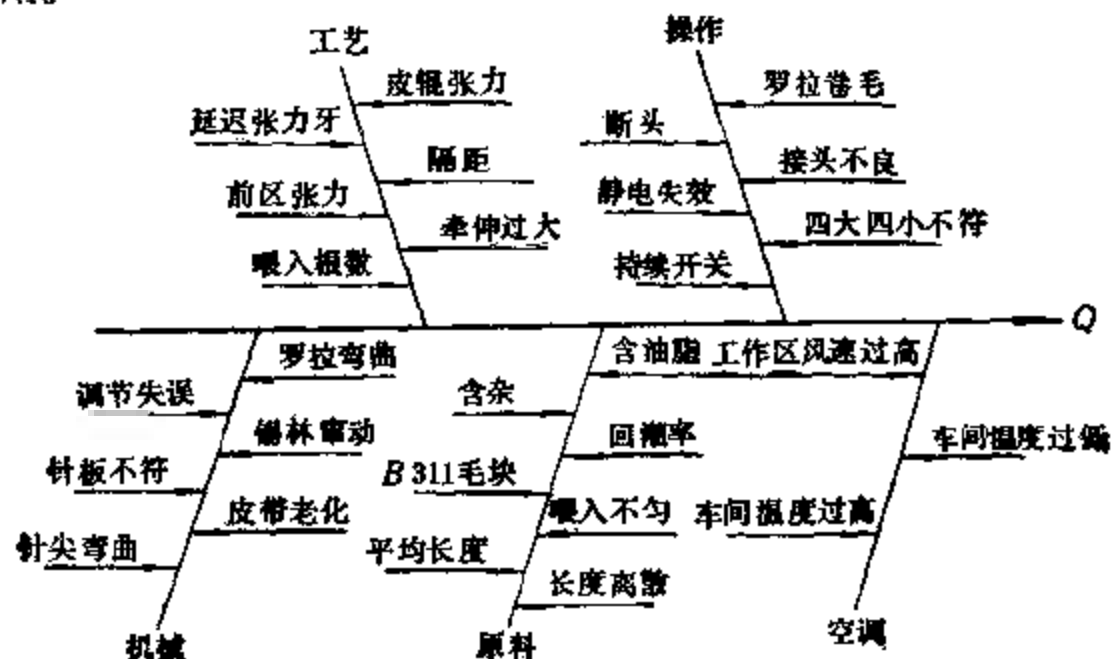 工艺
操作
皮辊张力
罗拉卷毛
延迟张力牙
断头
隔距
接头不良
前区张力
静电失效
牵伸过大
四大四小不符
喂入根数
持续开关
Q
罗拉弯曲
含油脂
工作区风速过高
调节失误
含杂
锡林窜动
回潮率
车间温度过低
针板不符
B311毛块
皮带老化
喂入不匀
车间温度过高
针尖弯曲
平均长度
长度离散
机械
原料
空调